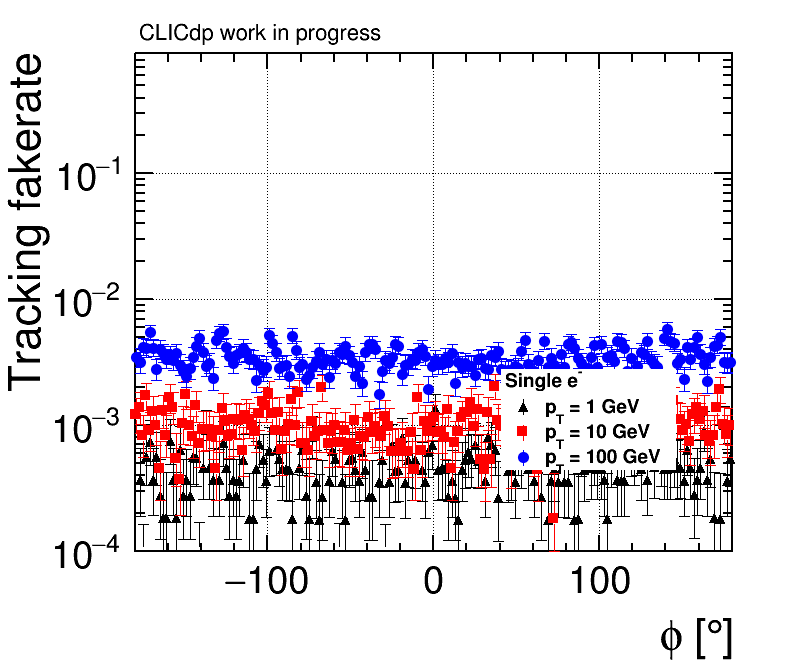 CLICdp work in progress
Tracking fakerate
10⁻¹
10⁻²
10⁻³
10⁻⁴
−100 0 100
ϕ [°]
Single e⁻
p_T = 1 GeV
p_T = 10 GeV
p_T = 100 GeV